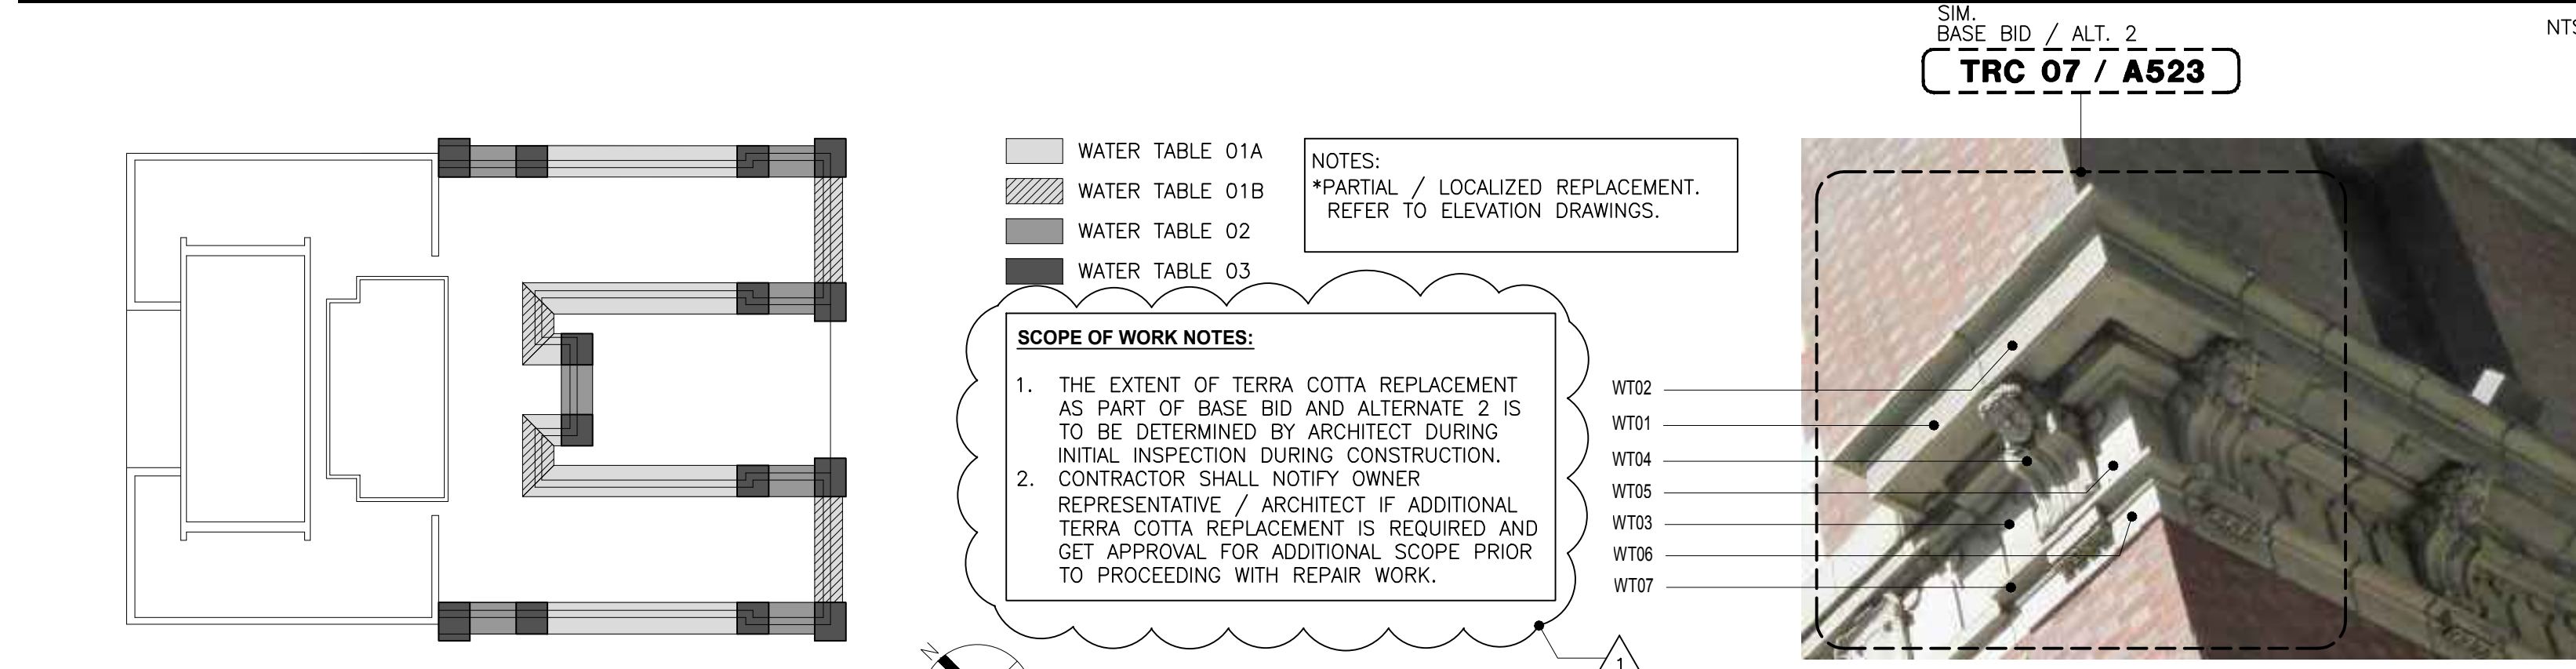 SIM.
BASE BID / ALT. 2
TRC 07 / A523
WATER TABLE 01A
WATER TABLE 01B
WATER TABLE 02
WATER TABLE 03
NOTES:
*PARTIAL / LOCALIZED REPLACEMENT.
REFER TO ELEVATION DRAWINGS.
SCOPE OF WORK NOTES:
1. THE EXTENT OF TERRA COTTA REPLACEMENT
AS PART OF BASE BID AND ALTERNATE 2 IS
TO BE DETERMINED BY ARCHITECT DURING
INITIAL INSPECTION DURING CONSTRUCTION.
2. CONTRACTOR SHALL NOTIFY OWNER
REPRESENTATIVE / ARCHITECT IF ADDITIONAL
TERRA COTTA REPLACEMENT IS REQUIRED AND
GET APPROVAL FOR ADDITIONAL SCOPE PRIOR
TO PROCEEDING WITH REPAIR WORK.
WT02
WT01
WT04
WT05
WT03
WT06
WT07
N
1